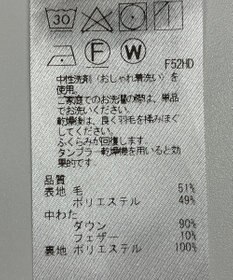 30
F W
F52HD
中性洗剤(おしゃれ着洗い)を
使用。
ご家庭でのお洗濯の際は、単品
でお洗いください。
乾燥後は、良く羽毛を揉みほぐ
してください。
ふくらみが回復します。
タンブラー乾燥機を用いると効
果的です。
品質
表地 毛 51%
ポリエステル 49%
中わた
ダウン 90%
フェザー 10%
裏地 ポリエステル 100%